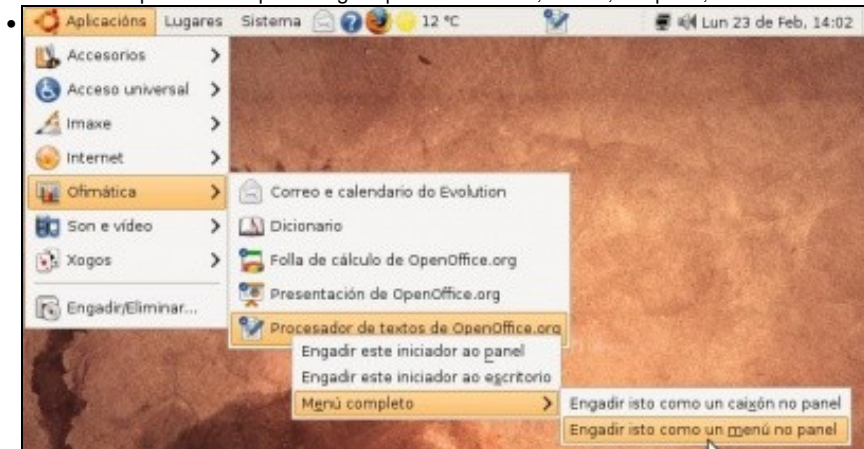 Aplicacións Lugares Sistema 12 °C Lun 23 de Feb, 14:02
Accesorios
Acceso universal
Imaxe
Internet
Ofimática
Son e vídeo
Xogos
Engadir/Eliminar...
Correo e calendario do Evolution
Dicionario
Folla de cálculo de OpenOffice.org
Presentación de OpenOffice.org
Procesador de textos de OpenOffice.org
Engadir este iniciador ao panel
Engadir este iniciador ao escritorio
Menú completo
Engadir isto como un caixón no panel
Engadir isto como un menú no panel